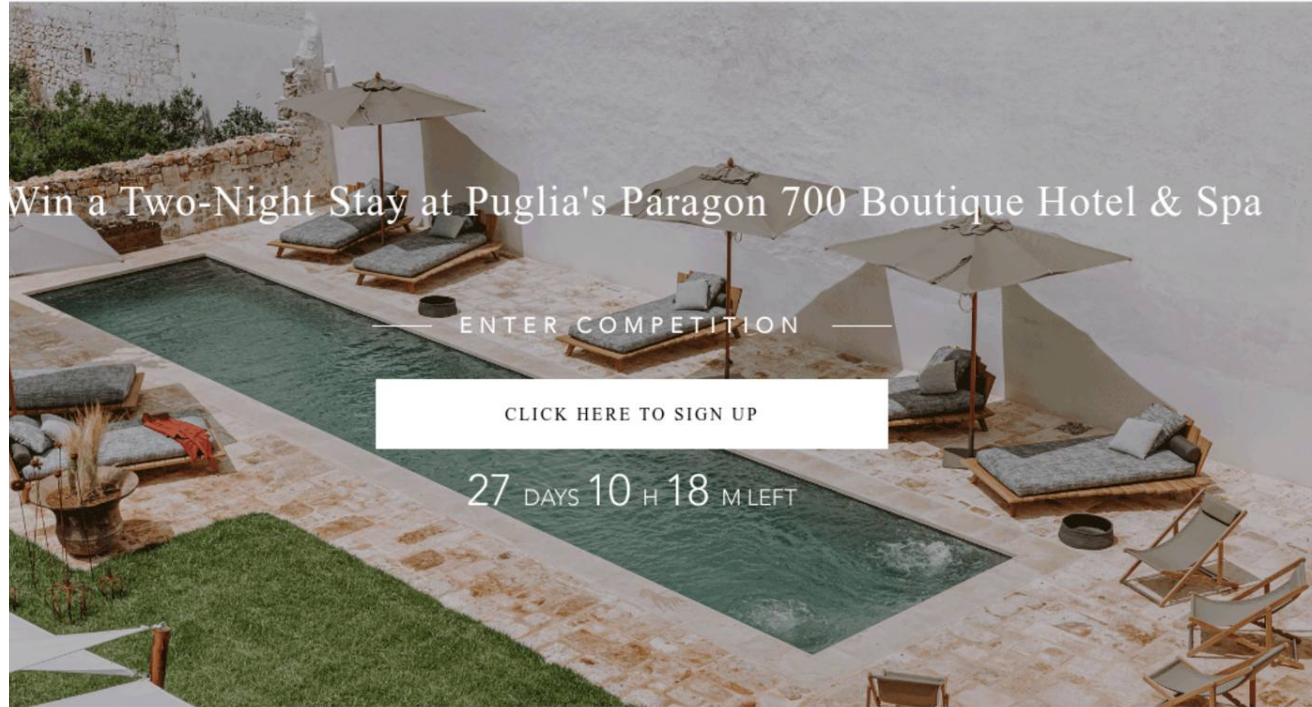 Win a Two-Night Stay at Puglia's Paragon 700 Boutique Hotel & Spa
ENTER COMPETITION
CLICK HERE TO SIGN UP
27 DAYS 10 H 18 M LEFT